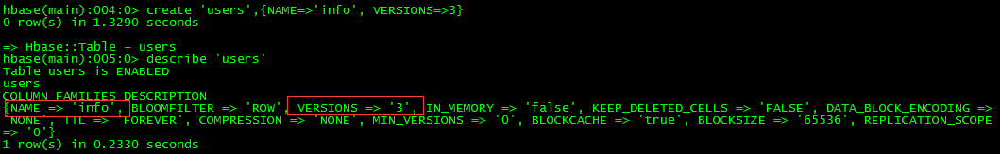 hbase(main):004:0> create 'users',{NAME=>'info', VERSIONS=>3}
0 row(s) in 1.3290 seconds
=> Hbase::Table - users
hbase(main):005:0> describe 'users'
Table users is ENABLED
users
COLUMN FAMILIES DESCRIPTION
{NAME => 'info', BLOOMFILTER => 'ROW', VERSIONS => '3', IN_MEMORY => 'false', KEEP_DELETED_CELLS => 'FALSE', DATA_BLOCK_ENCODING =>
'NONE', TTL => 'FOREVER', COMPRESSION => 'NONE', MIN_VERSIONS => '0', BLOCKCACHE => 'true', BLOCKSIZE => '65536', REPLICATION_SCOPE
=> '0'}
1 row(s) in 0.2330 seconds